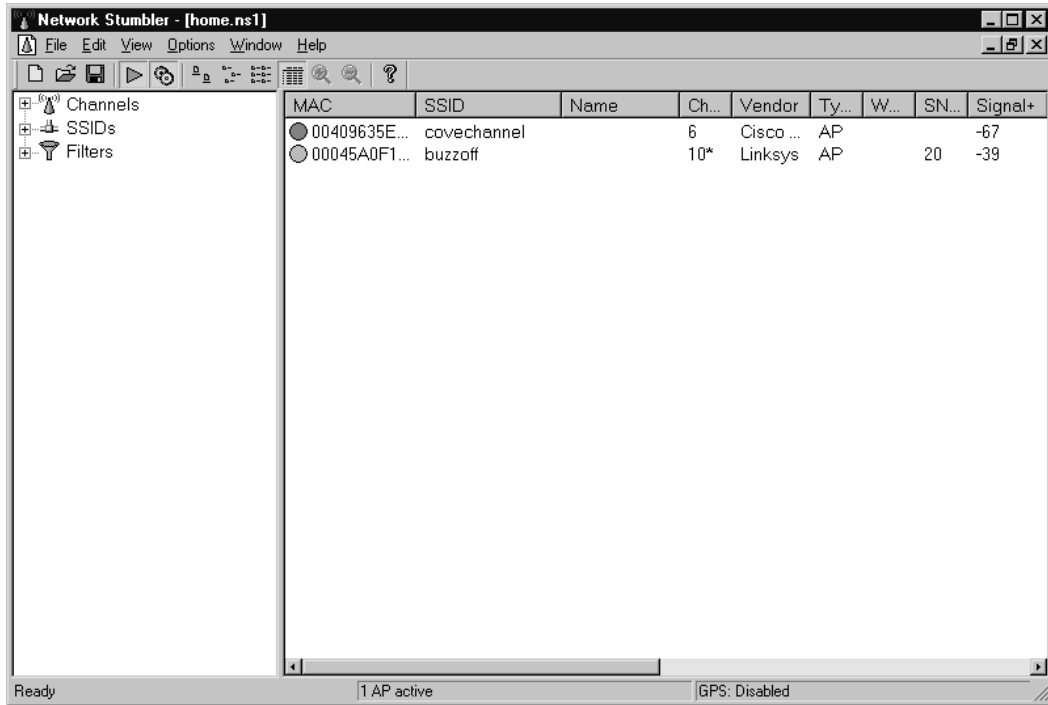 Network Stumbler - [home.ns1]
File Edit View Options Window Help
Channels
SSIDs
Filters
MAC SSID Name Ch... Vendor Ty... W... SN... Signal+
00409635E... covechannel 6 Cisco ... AP -67
00045A0F1... buzzoff 10* Linksys AP 20 -39
Ready 1 AP active GPS: Disabled